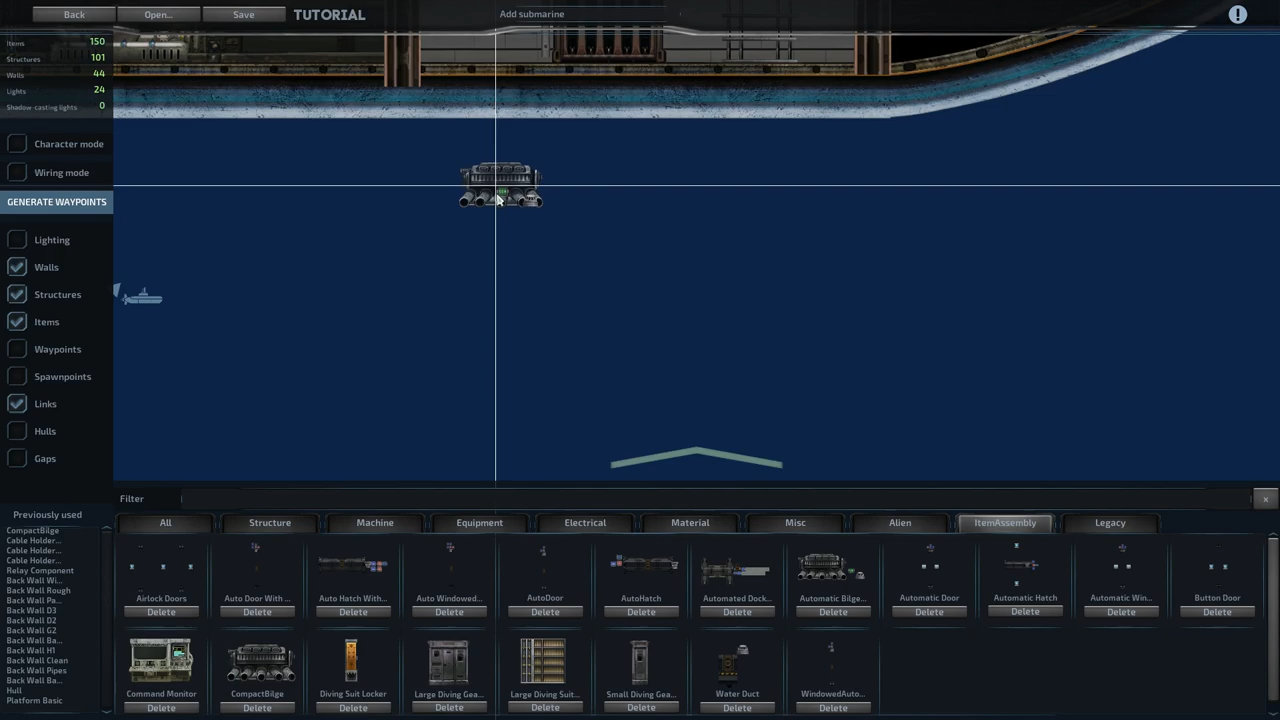 Back
Open...
Save
TUTORIAL
Add submarine
Items 150
Structures 101
Walls 44
Lights 24
Shadow-casting lights 0
Character mode
Wiring mode
GENERATE WAYPOINTS
Lighting
Walls
Structures
Items
Waypoints
Spawnpoints
Links
Hulls
Gaps
Filter
x
Previously used
CompactBilge
Cable Holder...
Cable Holder...
Cable Holder...
Relay Component
Back Wall Wi...
Back Wall Rough
Back Wall Pa...
Back Wall D3
Back Wall D2
Back Wall G2
Back Wall Ba...
Back Wall H1
Back Wall Clean
Back Wall Pipes
Back Wall Ba...
Hull
Platform Basic
All Structure Machine Equipment Electrical Material Misc Alien ItemAssembly Legacy
Airlock Doors Auto Door With ... Auto Hatch With... Auto Windowed... AutoDoor AutoHatch Automated Dock... Automatic Bilge... Automatic Door Automatic Hatch Automatic Win... Button Door
Delete Delete Delete Delete Delete Delete Delete Delete Delete Delete Delete Delete
Command Monitor CompactBilge Diving Suit Locker Large Diving Gea... Large Diving Suit... Small Diving Gea... Water Duct WindowedAuto...
Delete Delete Delete Delete Delete Delete Delete Delete